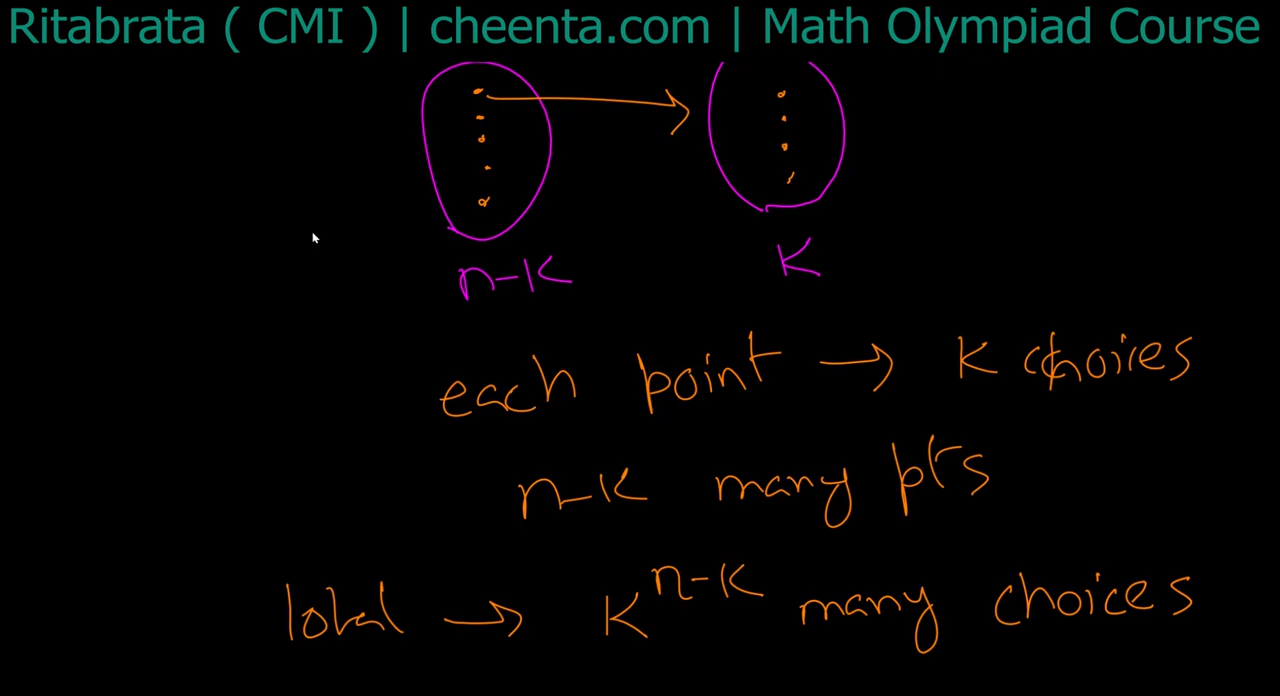 Ritabrata ( CMI ) | cheenta.com | Math Olympiad Course
n-K K
each point → K choices
n-K many pts
total → K^{n-K} many choices